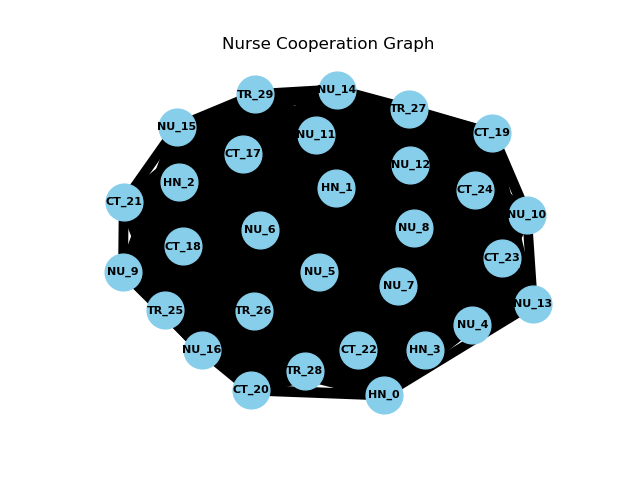 Nurse Cooperation Graph
TR_29
NU_14
TR_27
NU_15
NU_11
CT_19
CT_17
NU_12
HN_2
HN_1
CT_24
CT_21
NU_10
NU_6
NU_8
CT_18
CT_23
NU_9
NU_5
NU_7
NU_13
TR_25
TR_26
NU_4
NU_16
CT_22
HN_3
TR_28
CT_20
HN_0